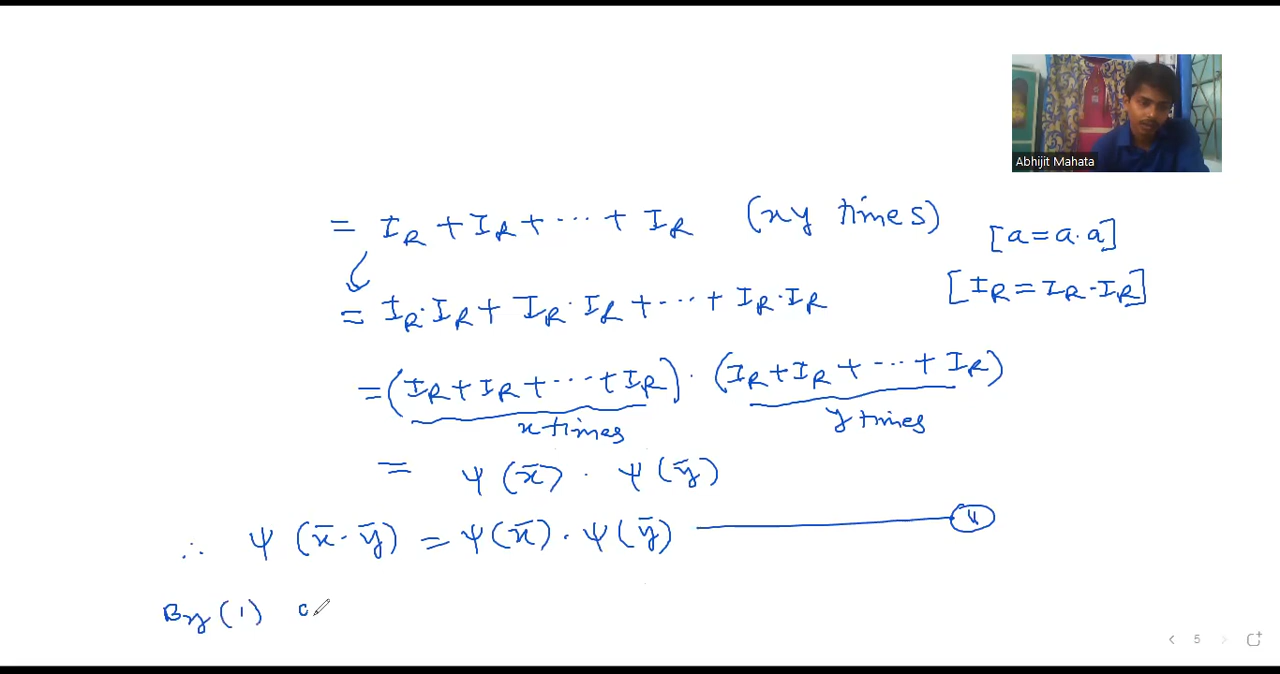 Abhijit Mahata
= I_R + I_R + ... + I_R (xy times) [a = a.a]
= I_R.I_R + I_R.I_R + ... + I_R.I_R [I_R = I_R.I_R]
= (I_R + I_R + ... + I_R) . (I_R + I_R + ... + I_R)
x times y times
= ψ(x̄) . ψ(ȳ)
∴ ψ(x̄.ȳ) = ψ(x̄).ψ(ȳ)
By (1)
5